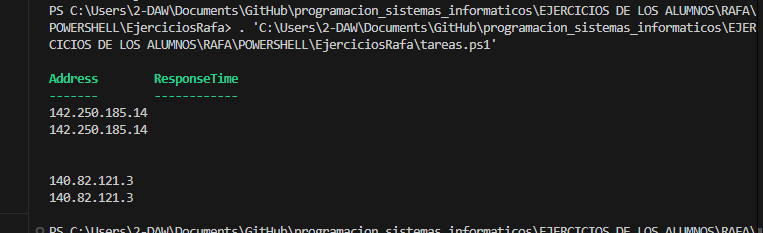 PS C:\Users\2-DAW\Documents\GitHub\programacion_sistemas_informaticos\EJERCICIOS DE LOS ALUMNOS\RAFA\
POWERSHELL\EjerciciosRafa> . 'C:\Users\2-DAW\Documents\GitHub\programacion_sistemas_informaticos\EJER
CICIOS DE LOS ALUMNOS\RAFA\POWERSHELL\EjerciciosRafa\tareas.ps1'
Address ResponseTime
------- ------------
142.250.185.14
142.250.185.14
140.82.121.3
140.82.121.3
PS C:\Users\2-DAW\Documents\GitHub\programacion_sistemas_informaticos\EJERCICIOS DE LOS ALUMNOS\RAFA\